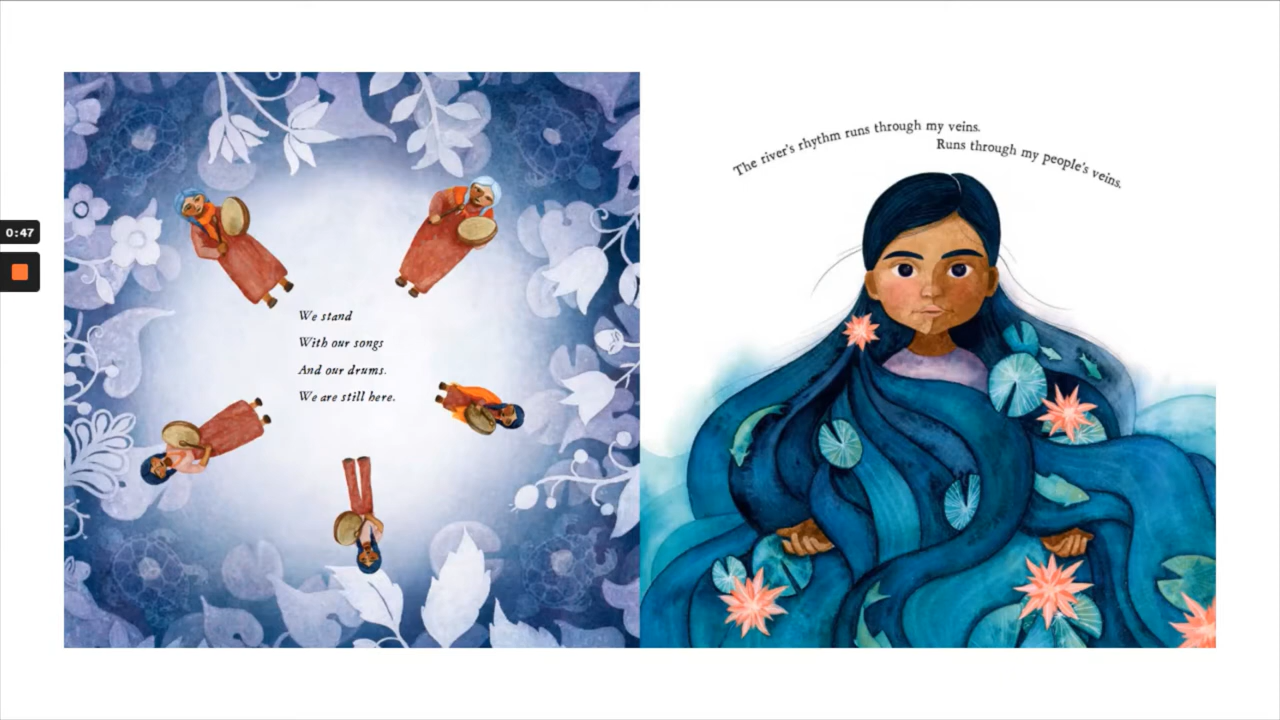 0:47
We stand
With our songs
And our drums.
We are still here.
The river's rhythm runs through my veins.
Runs through my people's veins.